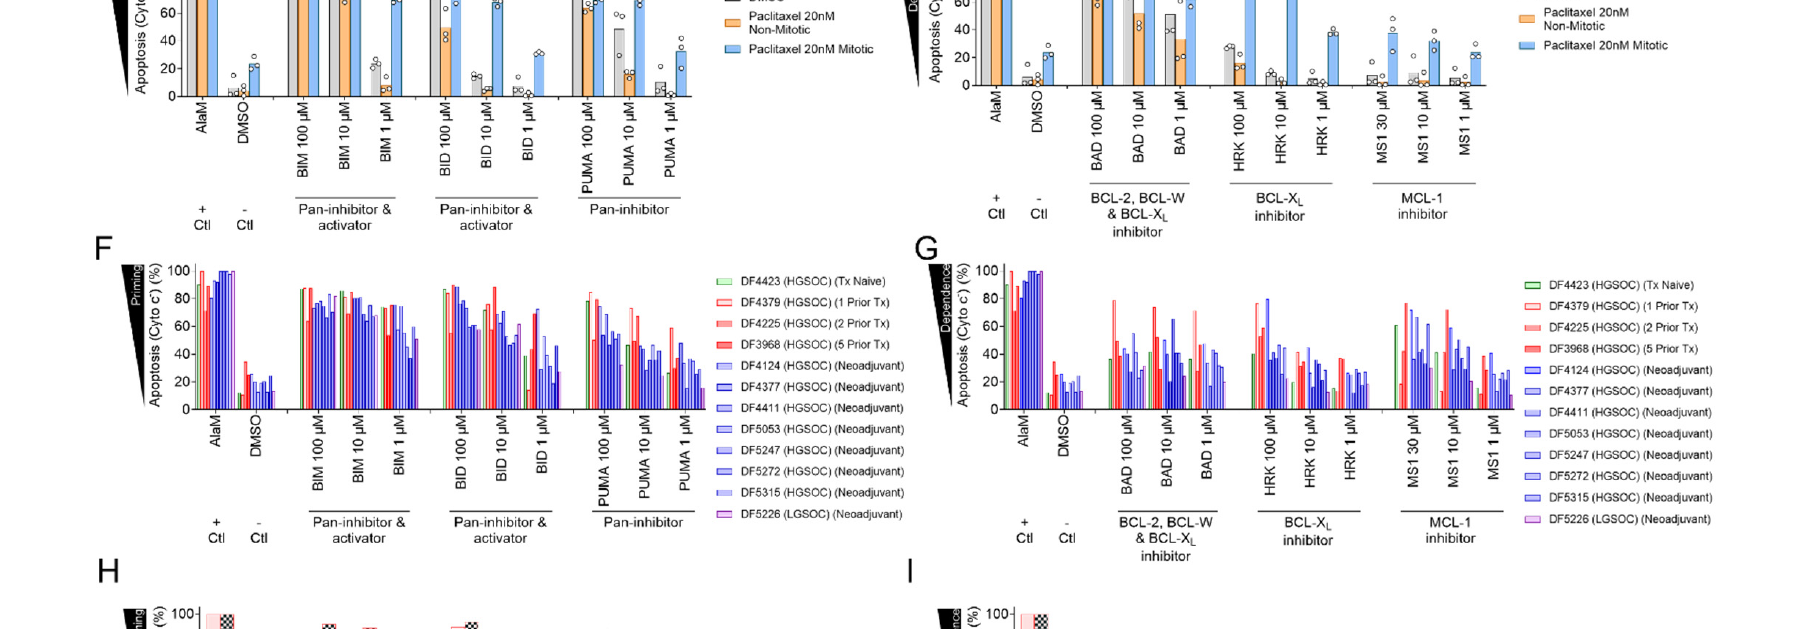 60
40
20
0
Apoptosis (Cyto
AlaM
DMSO
BIM 100 µM
BIM 10 µM
BIM 1 µM
BID 100 µM
BID 10 µM
BID 1 µM
PUMA 100 µM
PUMA 10 µM
PUMA 1 µM
+
Ctl
-
Ctl
Pan-inhibitor &
activator
Pan-inhibitor &
activator
Pan-inhibitor
DMSO
Paclitaxel 20nM
Non-Mitotic
Paclitaxel 20nM Mitotic
60
40
20
0
Apoptosis (Cy
AlaM
DMSO
BAD 100 µM
BAD 10 µM
BAD 1 µM
HRK 100 µM
HRK 10 µM
HRK 1 µM
MS1 30 µM
MS1 10 µM
MS1 1 µM
+
Ctl
-
Ctl
BCL-2, BCL-W
& BCL-XL
inhibitor
BCL-XL
inhibitor
MCL-1
inhibitor
Paclitaxel 20nM
Non-Mitotic
Paclitaxel 20nM Mitotic
F
Priming
Apoptosis (Cyto c-) (%)
100
80
60
40
20
0
AlaM
DMSO
BIM 100 µM
BIM 10 µM
BIM 1 µM
BID 100 µM
BID 10 µM
BID 1 µM
PUMA 100 µM
PUMA 10 µM
PUMA 1 µM
+
Ctl
-
Ctl
Pan-inhibitor &
activator
Pan-inhibitor &
activator
Pan-inhibitor
DF4423 (HGSOC) (Tx Naive)
DF4379 (HGSOC) (1 Prior Tx)
DF4225 (HGSOC) (2 Prior Tx)
DF3968 (HGSOC) (5 Prior Tx)
DF4124 (HGSOC) (Neoadjuvant)
DF4377 (HGSOC) (Neoadjuvant)
DF4411 (HGSOC) (Neoadjuvant)
DF5053 (HGSOC) (Neoadjuvant)
DF5247 (HGSOC) (Neoadjuvant)
DF5272 (HGSOC) (Neoadjuvant)
DF5315 (HGSOC) (Neoadjuvant)
DF5226 (LGSOC) (Neoadjuvant)
G
Dependence
Apoptosis (Cyto c-) (%)
100
80
60
40
20
0
AlaM
DMSO
BAD 100 µM
BAD 10 µM
BAD 1 µM
HRK 100 µM
HRK 10 µM
HRK 1 µM
MS1 30 µM
MS1 10 µM
MS1 1 µM
+
Ctl
-
Ctl
BCL-2, BCL-W
& BCL-XL
inhibitor
BCL-XL
inhibitor
MCL-1
inhibitor
DF4423 (HGSOC) (Tx Naive)
DF4379 (HGSOC) (1 Prior Tx)
DF4225 (HGSOC) (2 Prior Tx)
DF3968 (HGSOC) (5 Prior Tx)
DF4124 (HGSOC) (Neoadjuvant)
DF4377 (HGSOC) (Neoadjuvant)
DF4411 (HGSOC) (Neoadjuvant)
DF5053 (HGSOC) (Neoadjuvant)
DF5247 (HGSOC) (Neoadjuvant)
DF5272 (HGSOC) (Neoadjuvant)
DF5315 (HGSOC) (Neoadjuvant)
DF5226 (LGSOC) (Neoadjuvant)
H
(%)
100
I
(%)
100